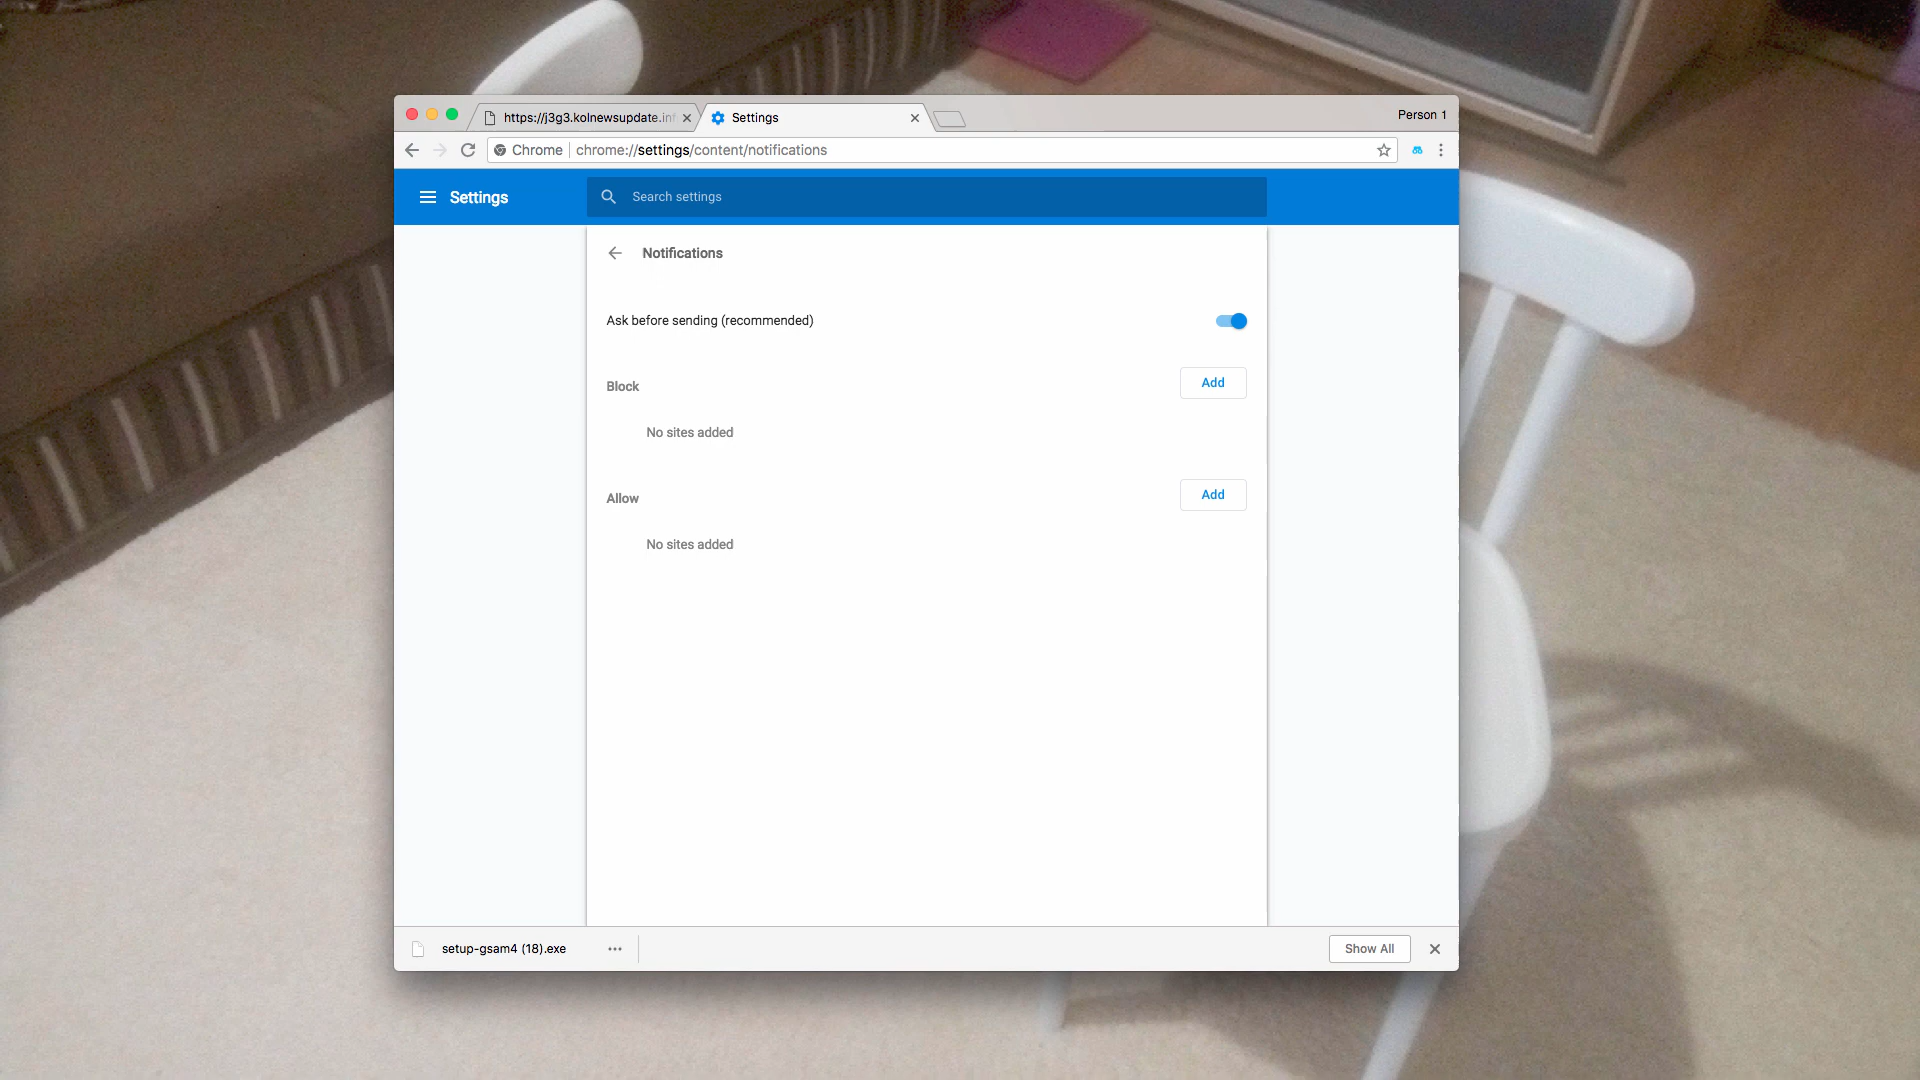 https://j3g3.kolnewsupdate.inf
Settings
Person 1
Chrome
chrome://settings/content/notifications
Settings
Search settings
Notifications
Ask before sending (recommended)
Block
Add
No sites added
Allow
Add
No sites added
setup-gsam4 (18).exe
Show All